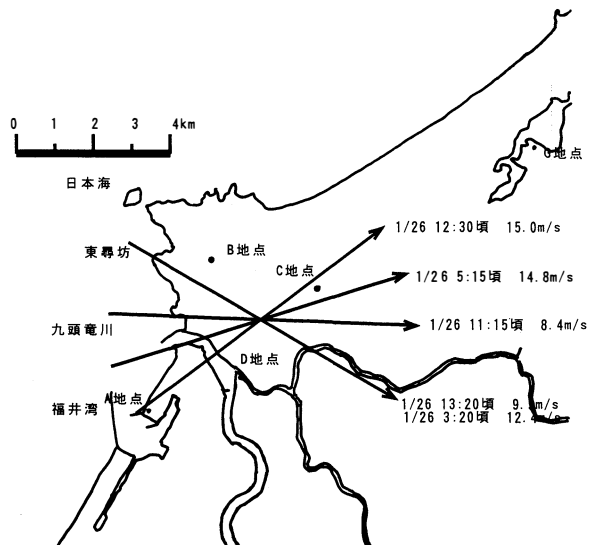 0 1 2 3 4km
日本海
G地点
東尋坊
B地点
1/26 12:30頃 15.0m/s
C地点
1/26 5:15頃 14.8m/s
九頭竜川
1/26 11:15頃 8.4m/s
D地点
福井湾
A地点
1/26 13:20頃 m/s
1/26 3:20頃